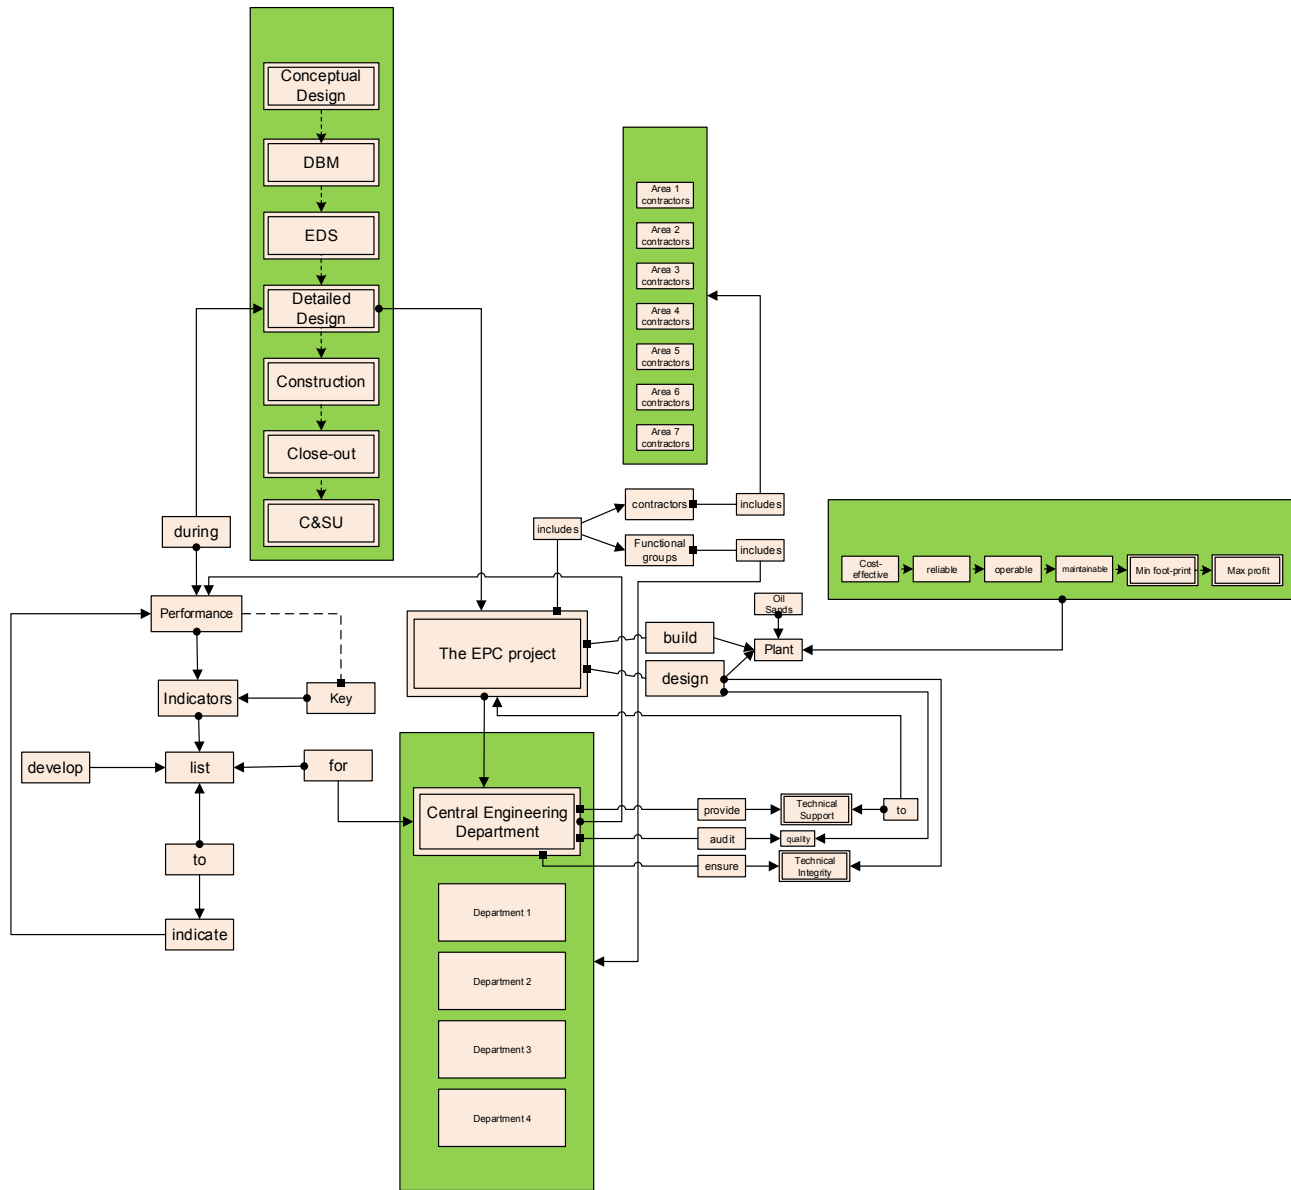 Conceptual
Design
DBM
EDS
Detailed
Design
Construction
Close-out
C&SU
Area 1
contractors
Area 2
contractors
Area 3
contractors
Area 4
contractors
Area 5
contractors
Area 6
contractors
Area 7
contractors
during
includes
contractors
includes
Functional
groups
includes
Cost-
effective
reliable
operable
maintainable
Min foot-print
Max profit
Performance
Oil
Sands
The EPC project
build
Plant
design
Indicators
Key
develop
list
for
Central Engineering
Department
provide
Technical
Support
to
audit
quality
ensure
Technical
Integrity
to
indicate
Department 1
Department 2
Department 3
Department 4